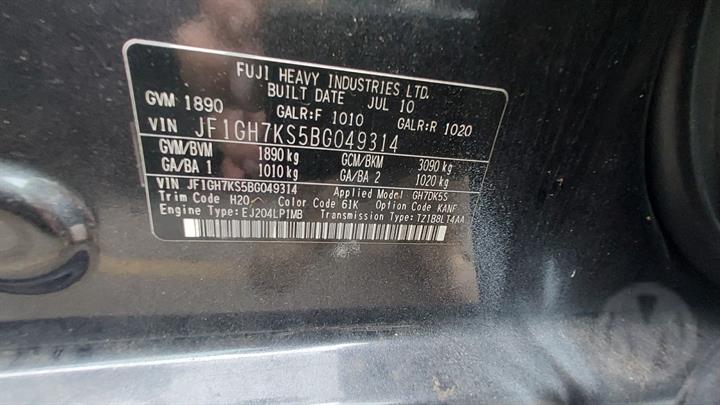 FUJI HEAVY INDUSTRIES LTD.
BUILT DATE JUL 10
GVM 1890 GALR:F 1010 GALR:R 1020
VIN JF1GH7KS5BG049314
GVM/BVM 1890 kg GCM/BKM 3090 kg
GA/BA 1 1010 kg GA/BA 2 1020 kg
VIN JF1GH7KS5BG049314 Applied Model GH7DK5S
Trim Code H20 Color Code 61K Option Code KANF
Engine Type: EJ204LP1MB Transmission Type: TZ1B8LT4AA
M